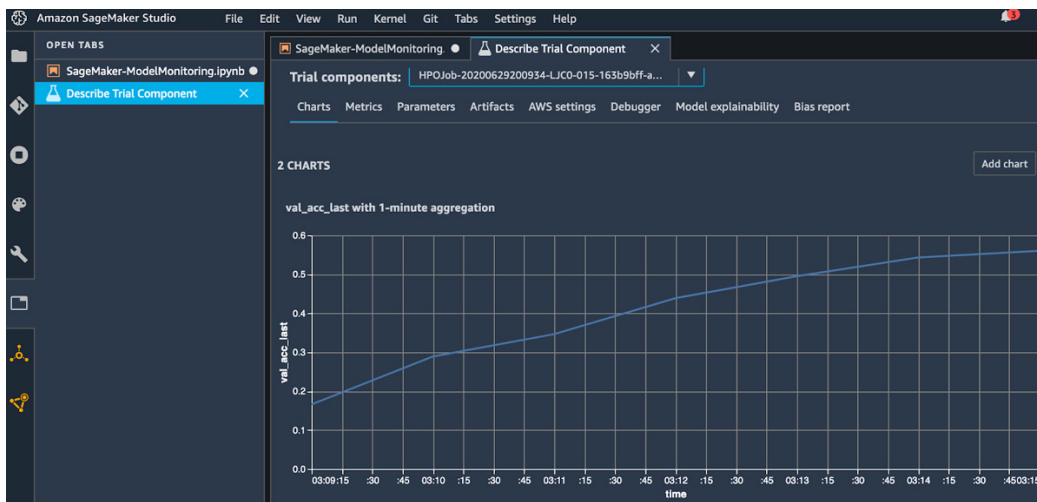 Amazon SageMaker Studio File Edit View Run Kernel Git Tabs Settings Help 3
OPEN TABS
SageMaker-ModelMonitoring.ipynb
Describe Trial Component
SageMaker-ModelMonitoring.
Describe Trial Component
Trial components: HPOJob-20200629200934-LJC0-015-163b9bff-a...
Charts Metrics Parameters Artifacts AWS settings Debugger Model explainability Bias report
2 CHARTS
Add chart
val_acc_last with 1-minute aggregation
0.6
0.5
0.4
0.3
0.2
0.1
0.0
val_acc_last
03:09:15 :30 :45 03:10 :15 :30 :45 03:11 :15 :30 :45 03:12 :15 :30 :45 03:13 :15 :30 :45 03:14 :15 :30 :4503:15
time